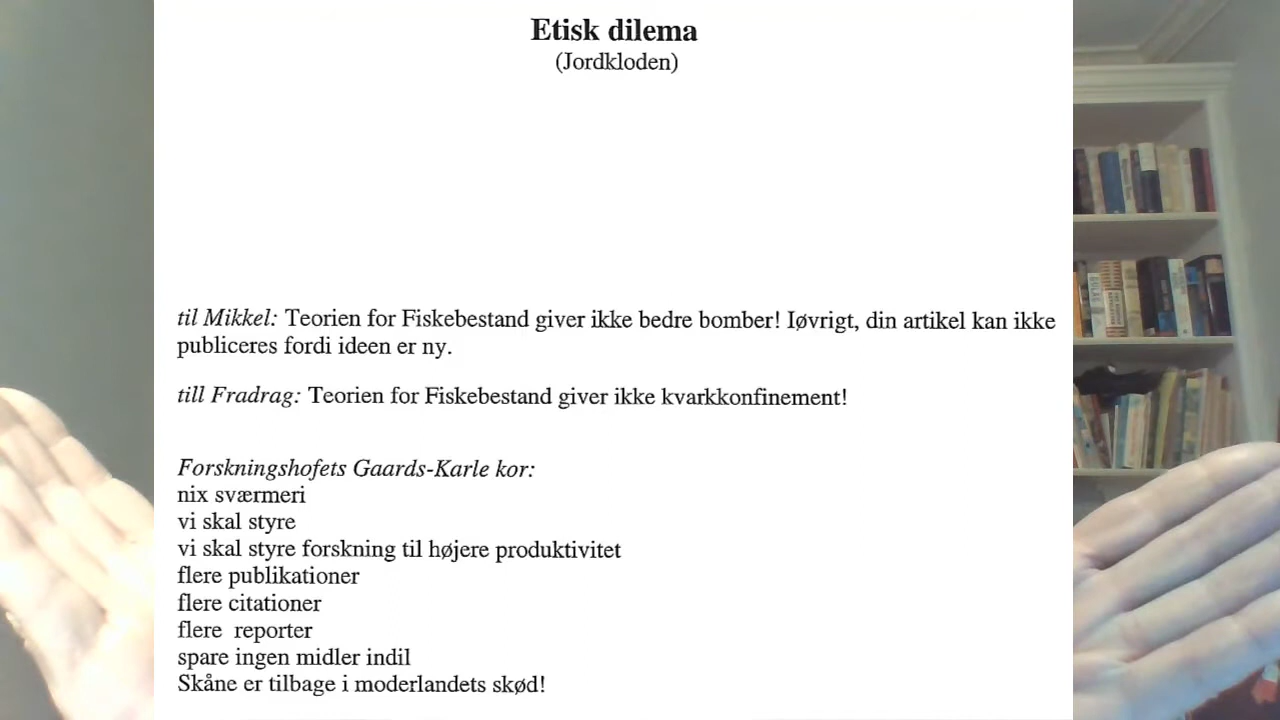 Etisk dilema
(Jordkloden)
til Mikkel: Teorien for Fiskebestand giver ikke bedre bomber! Iøvrigt, din artikel kan ikke
publiceres fordi ideen er ny.
till Fradrag: Teorien for Fiskebestand giver ikke kvarkkonfinement!
Forskningshofets Gaards-Karle kor:
nix sværmeri
vi skal styre
vi skal styre forskning til højere produktivitet
flere publikationer
flere citationer
flere reporter
spare ingen midler indil
Skåne er tilbage i moderlandets skød!